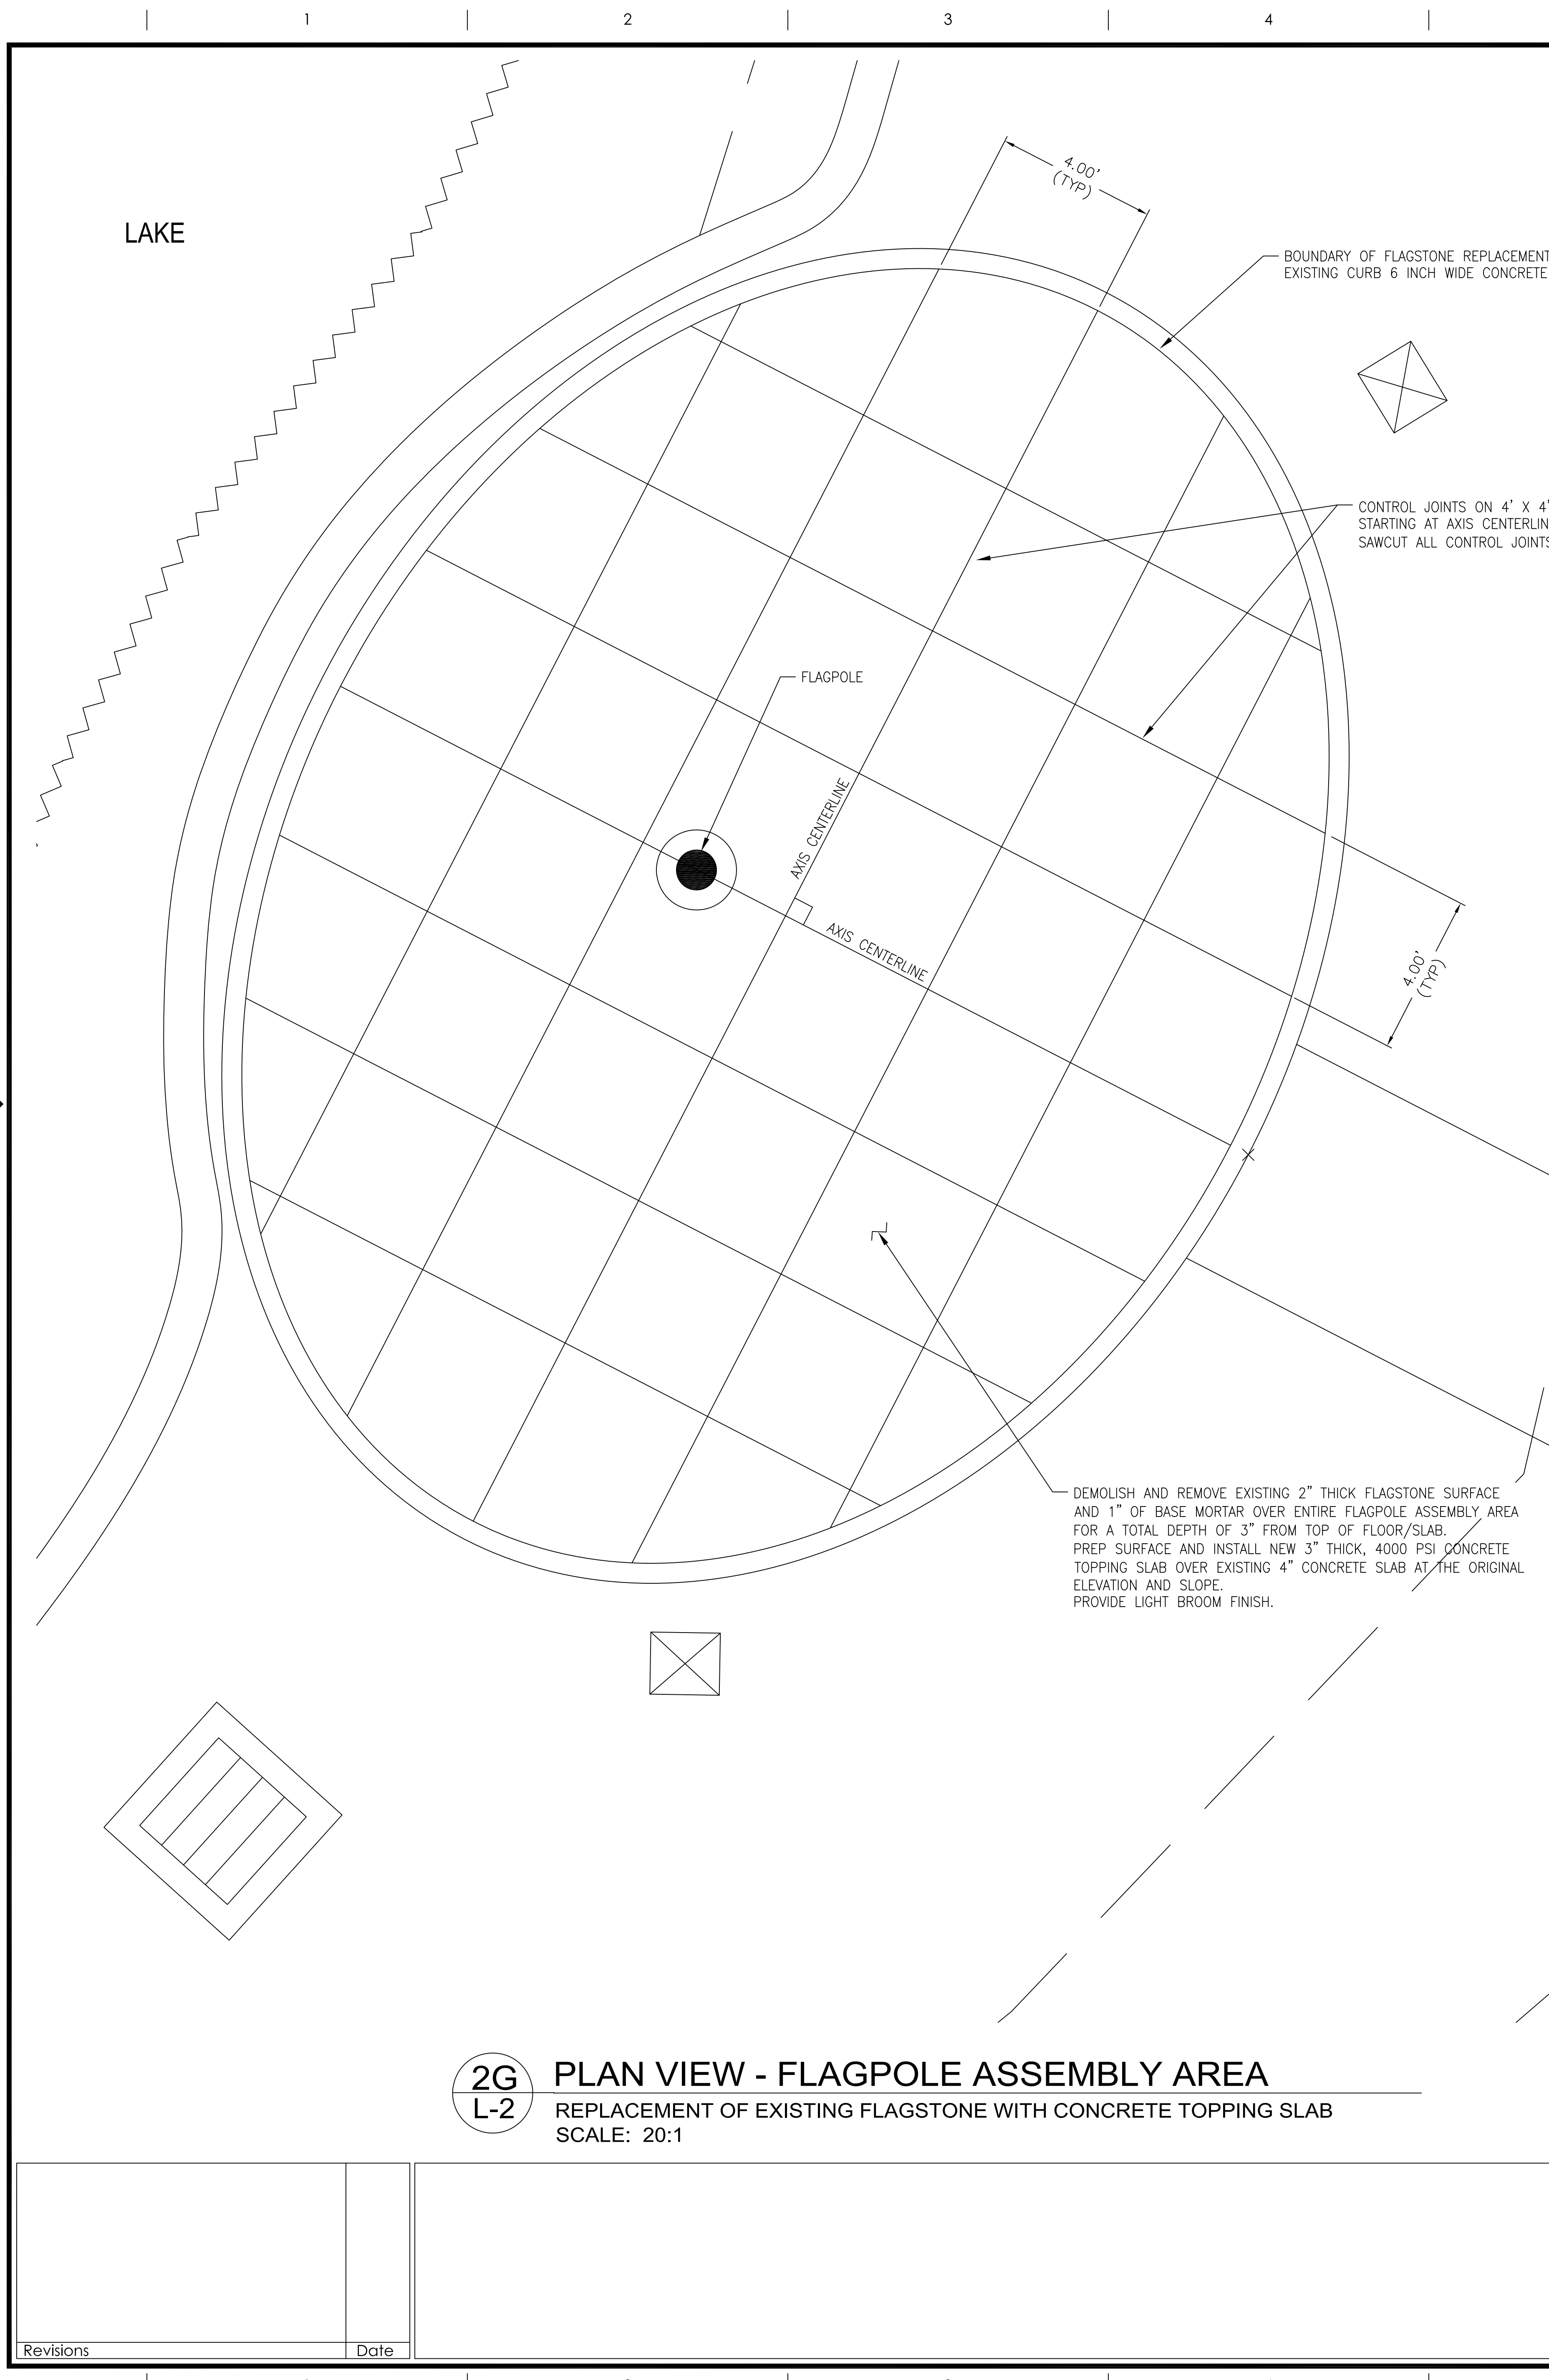 1 2 3 4
LAKE
4.00'
(TYP)
BOUNDARY OF FLAGSTONE REPLACEMENT
EXISTING CURB 6 INCH WIDE CONCRETE
CONTROL JOINTS ON 4' X 4'
STARTING AT AXIS CENTERLIN
SAWCUT ALL CONTROL JOINTS
FLAGPOLE
AXIS CENTERLINE
AXIS CENTERLINE
4.00'
(TYP)
DEMOLISH AND REMOVE EXISTING 2" THICK FLAGSTONE SURFACE
AND 1" OF BASE MORTAR OVER ENTIRE FLAGPOLE ASSEMBLY AREA
FOR A TOTAL DEPTH OF 3" FROM TOP OF FLOOR/SLAB.
PREP SURFACE AND INSTALL NEW 3" THICK, 4000 PSI CONCRETE
TOPPING SLAB OVER EXISTING 4" CONCRETE SLAB AT THE ORIGINAL
ELEVATION AND SLOPE.
PROVIDE LIGHT BROOM FINISH.
2G
L-2
PLAN VIEW - FLAGPOLE ASSEMBLY AREA
REPLACEMENT OF EXISTING FLAGSTONE WITH CONCRETE TOPPING SLAB
SCALE: 20:1
Revisions Date